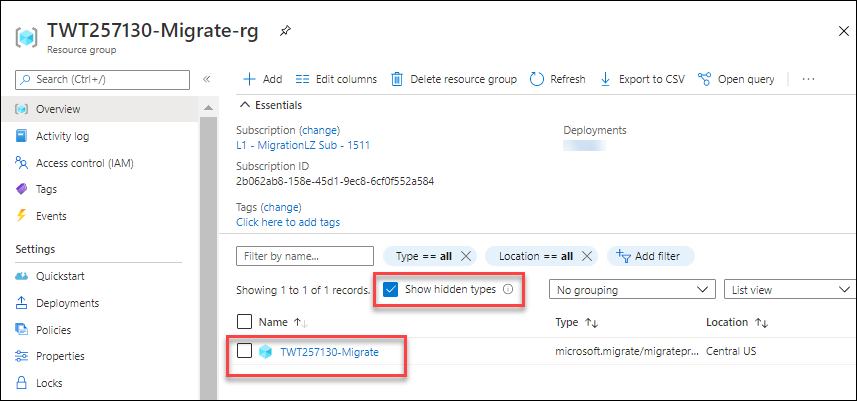 TWT257130-Migrate-rg
Resource group
Search (Ctrl+/)
«
Overview
Activity log
Access control (IAM)
Tags
Events
Settings
Quickstart
Deployments
Policies
Properties
Locks
Add
Edit columns
Delete resource group
Refresh
Export to CSV
Open query
...
Essentials
Subscription (change)
L1 - MigrationLZ Sub - 1511
Deployments
Subscription ID
2b062ab8-158e-45d1-9ec8-6cf0f552a584
Tags (change)
Click here to add tags
Filter by name...
Type == all
Location == all
Add filter
Showing 1 to 1 of 1 records.
Show hidden types
No grouping
List view
Name
Type
Location
TWT257130-Migrate
microsoft.migrate/migratepr...
Central US